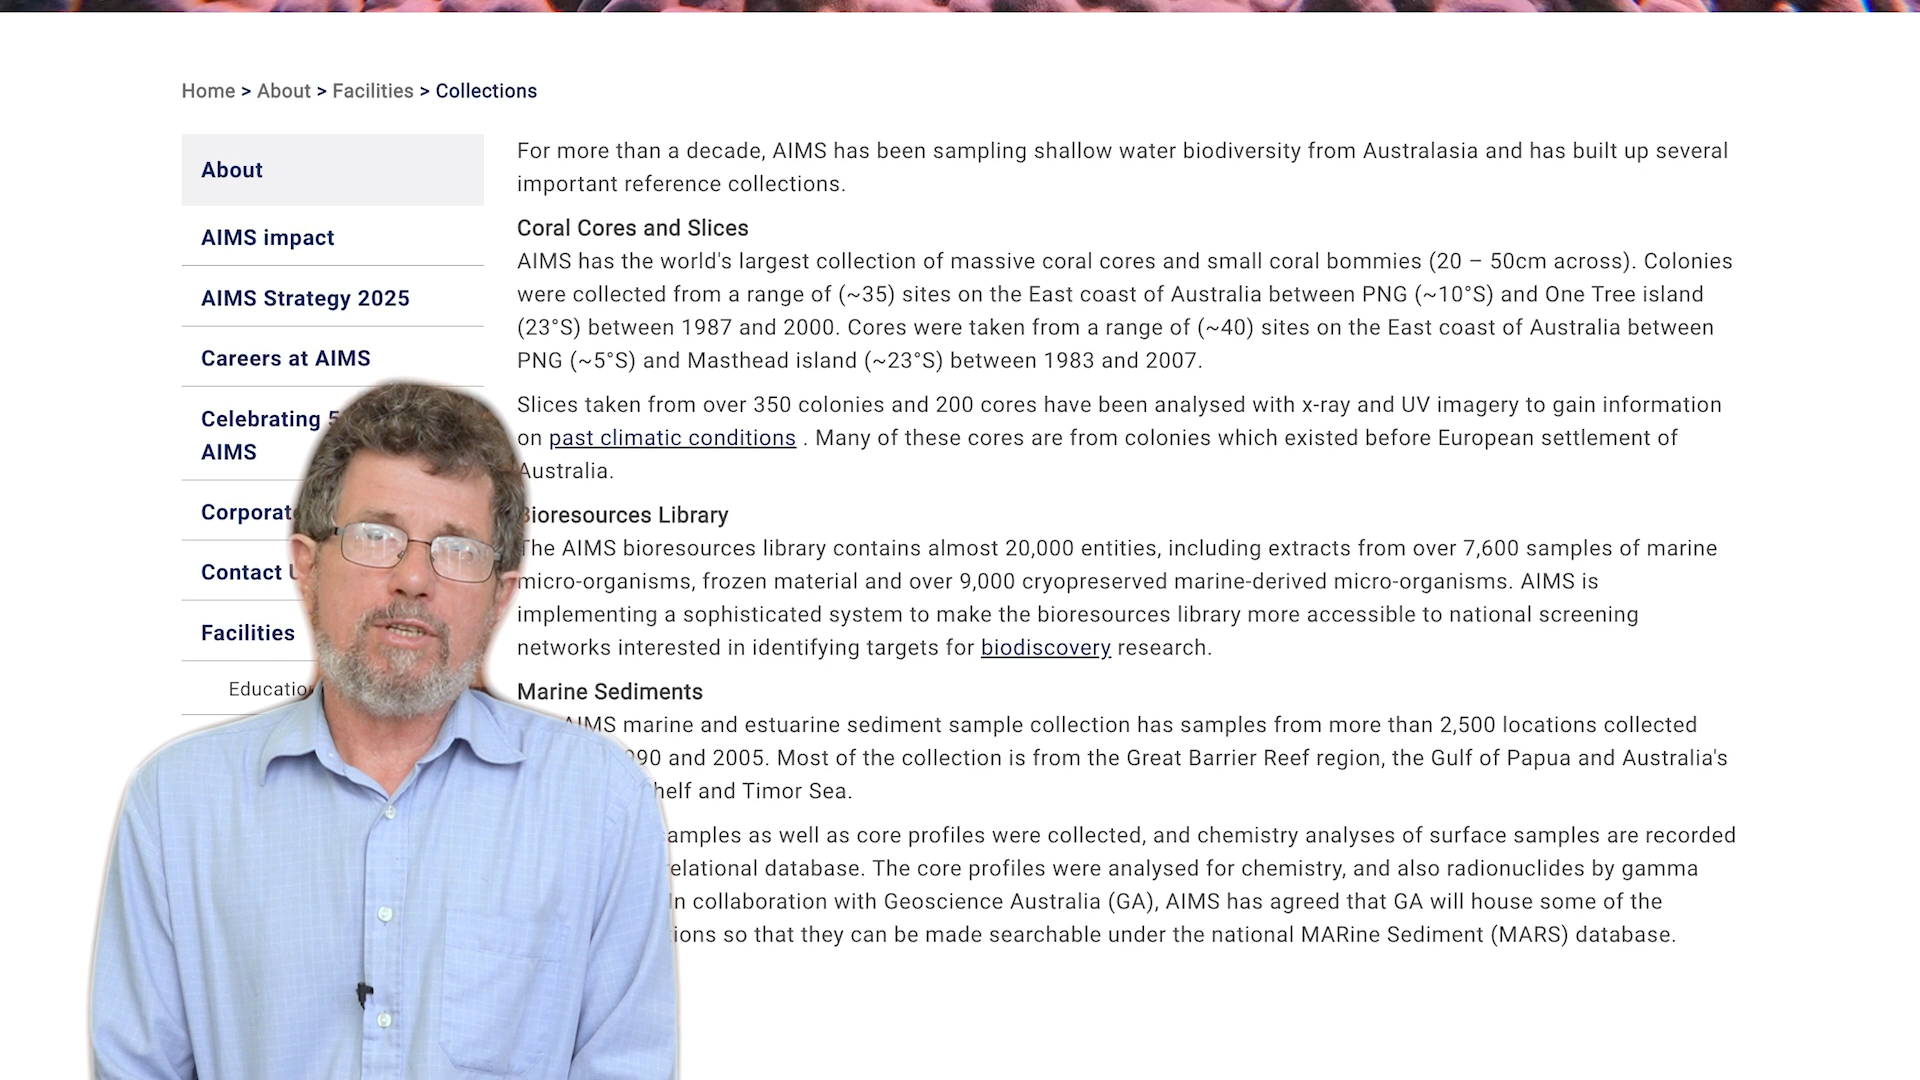 Home > About > Facilities > Collections
About
AIMS impact
AIMS Strategy 2025
Careers at AIMS
Celebrating
AIMS
Contact
Facilities
For more than a decade, AIMS has been sampling shallow water biodiversity from Australasia and has built up several
important reference collections.
Coral Cores and Slices
AIMS has the world's largest collection of massive coral cores and small coral bommies (20 – 50cm across). Colonies
were collected from a range of (~35) sites on the East coast of Australia between PNG (~10°S) and One Tree island
(23°S) between 1987 and 2000. Cores were taken from a range of (~40) sites on the East coast of Australia between
PNG (~5°S) and Masthead island (~23°S) between 1983 and 2007.
Slices taken from over 350 colonies and 200 cores have been analysed with x-ray and UV imagery to gain information
on past climatic conditions . Many of these cores are from colonies which existed before European settlement of
Australia.
Bioresources Library
The AIMS bioresources library contains almost 20,000 entities, including extracts from over 7,600 samples of marine
micro-organisms, frozen material and over 9,000 cryopreserved marine-derived micro-organisms. AIMS is
implementing a sophisticated system to make the bioresources library more accessible to national screening
networks interested in identifying targets for biodiscovery research.
Marine Sediments
AIMS marine and estuarine sediment sample collection has samples from more than 2,500 locations collected
and 2005. Most of the collection is from the Great Barrier Reef region, the Gulf of Papua and Australia's
and Timor Sea.
as well as core profiles were collected, and chemistry analyses of surface samples are recorded
database. The core profiles were analysed for chemistry, and also radionuclides by gamma
In collaboration with Geoscience Australia (GA), AIMS has agreed that GA will house some of the
so that they can be made searchable under the national MARine Sediment (MARS) database.